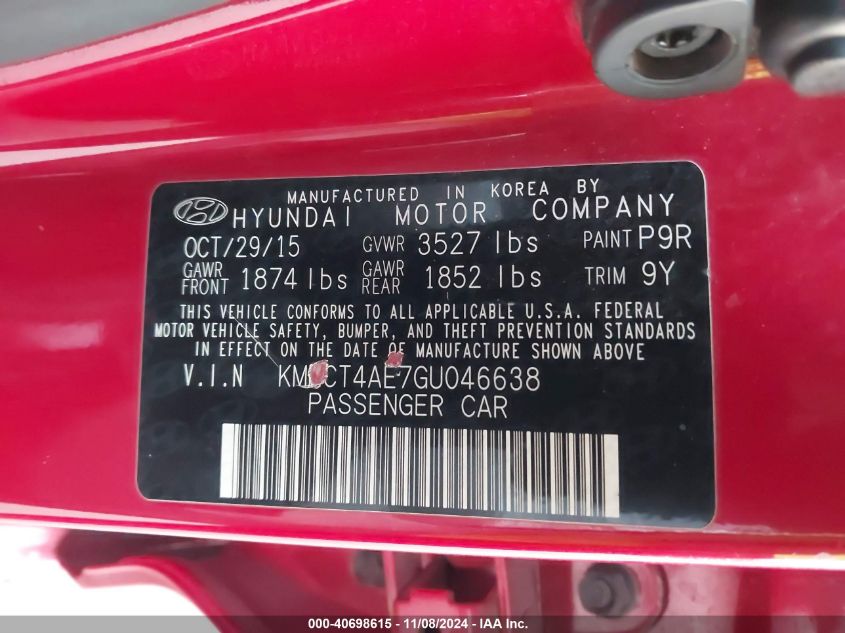 MANUFACTURED IN KOREA BY
HYUNDAI MOTOR COMPANY
OCT/29/15 GVWR 3527 lbs PAINT P9R
GAWR FRONT 1874 lbs GAWR REAR 1852 lbs TRIM 9Y
THIS VEHICLE CONFORMS TO ALL APPLICABLE U.S.A. FEDERAL
MOTOR VEHICLE SAFETY, BUMPER, AND THEFT PREVENTION STANDARDS
IN EFFECT ON THE DATE OF MANUFACTURE SHOWN ABOVE
V.I.N
PASSENGER CAR
000-40698615 - 11/08/2024 - IAA Inc.